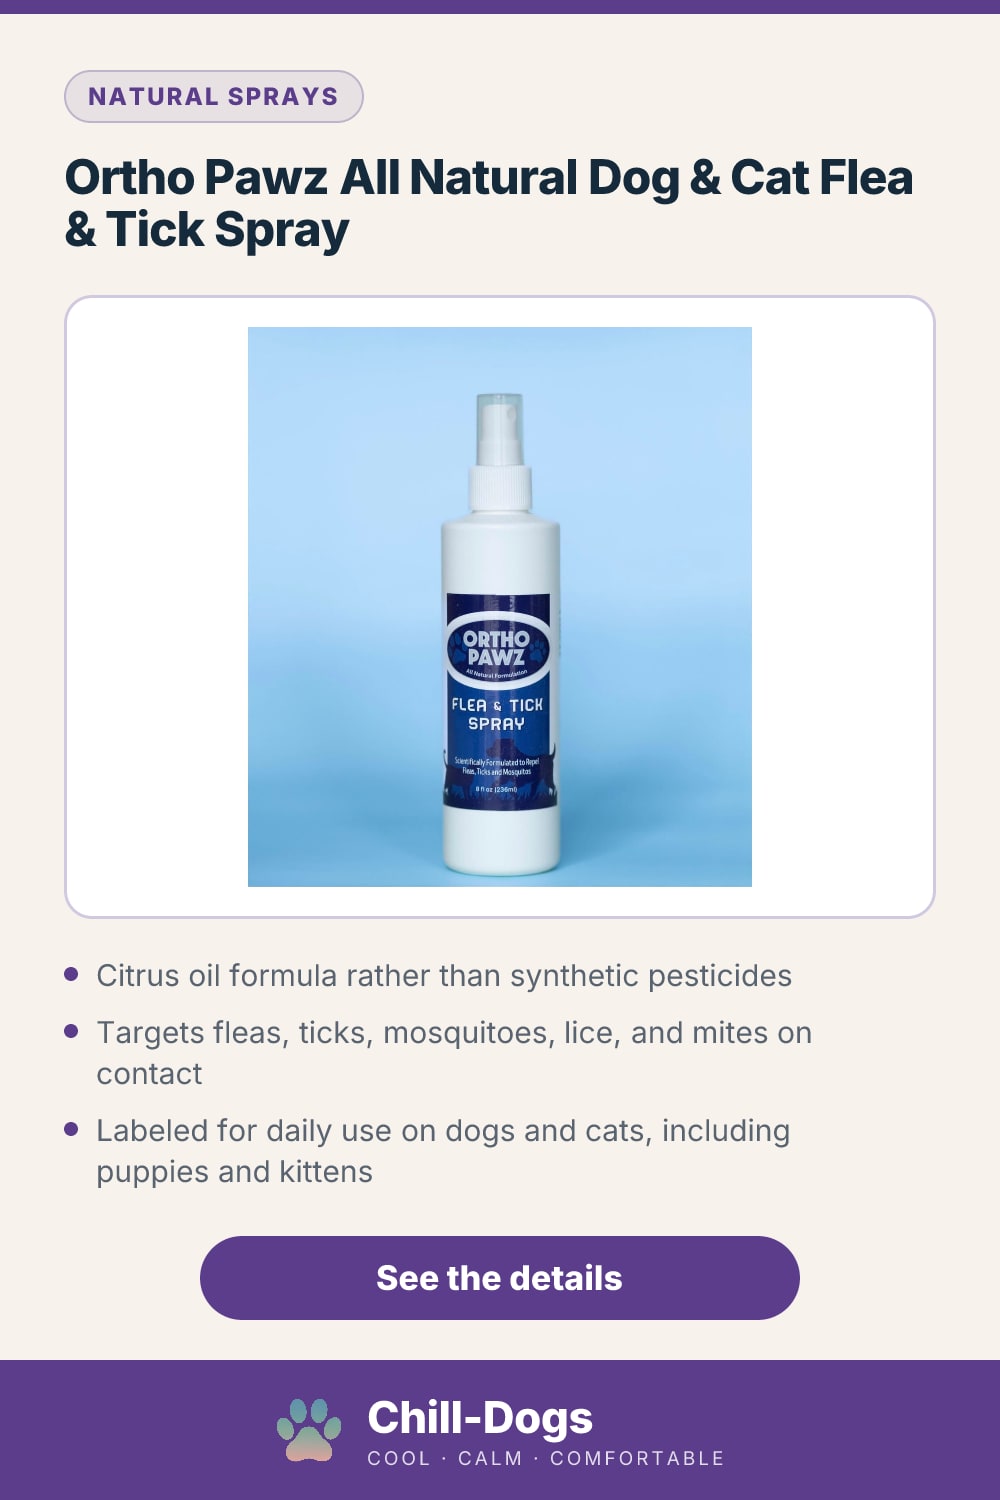 NATURAL SPRAYS
Ortho Pawz All Natural Dog & Cat Flea
& Tick Spray
ORTHO
PAWZ
All Natural Formulation
FLEA & TICK
SPRAY
Scientifically Formulated to Repel
Fleas, Ticks and Mosquitos
8 fl oz (236ml)
Citrus oil formula rather than synthetic pesticides
Targets fleas, ticks, mosquitoes, lice, and mites on
contact
Labeled for daily use on dogs and cats, including
puppies and kittens
See the details
Chill-Dogs
COOL · CALM · COMFORTABLE